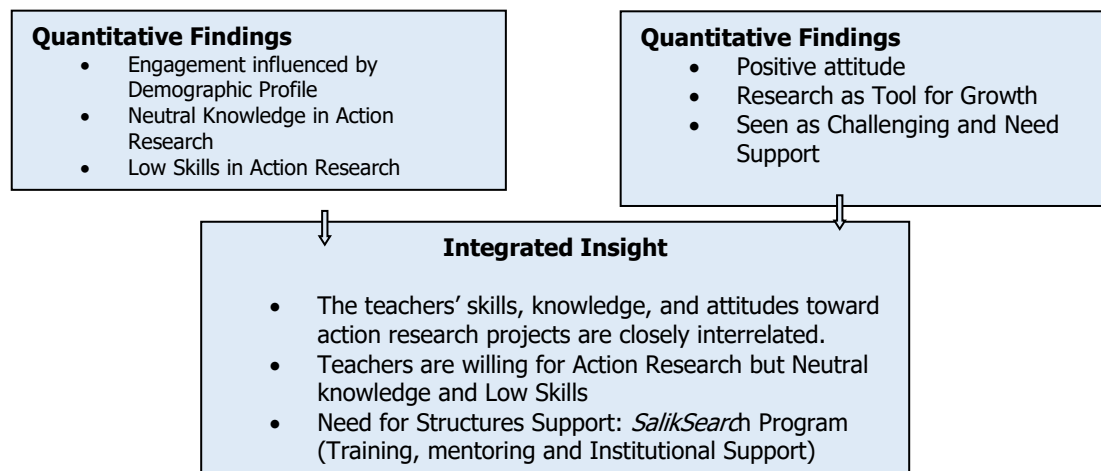 Quantitative Findings
• Engagement influenced by
Demographic Profile
• Neutral Knowledge in Action
Research
• Low Skills in Action Research
Quantitative Findings
• Positive attitude
• Research as Tool for Growth
• Seen as Challenging and Need
Support
Integrated Insight
• The teachers’ skills, knowledge, and attitudes toward
action research projects are closely interrelated.
• Teachers are willing for Action Research but Neutral
knowledge and Low Skills
• Need for Structures Support: SalikSearch Program
(Training, mentoring and Institutional Support)